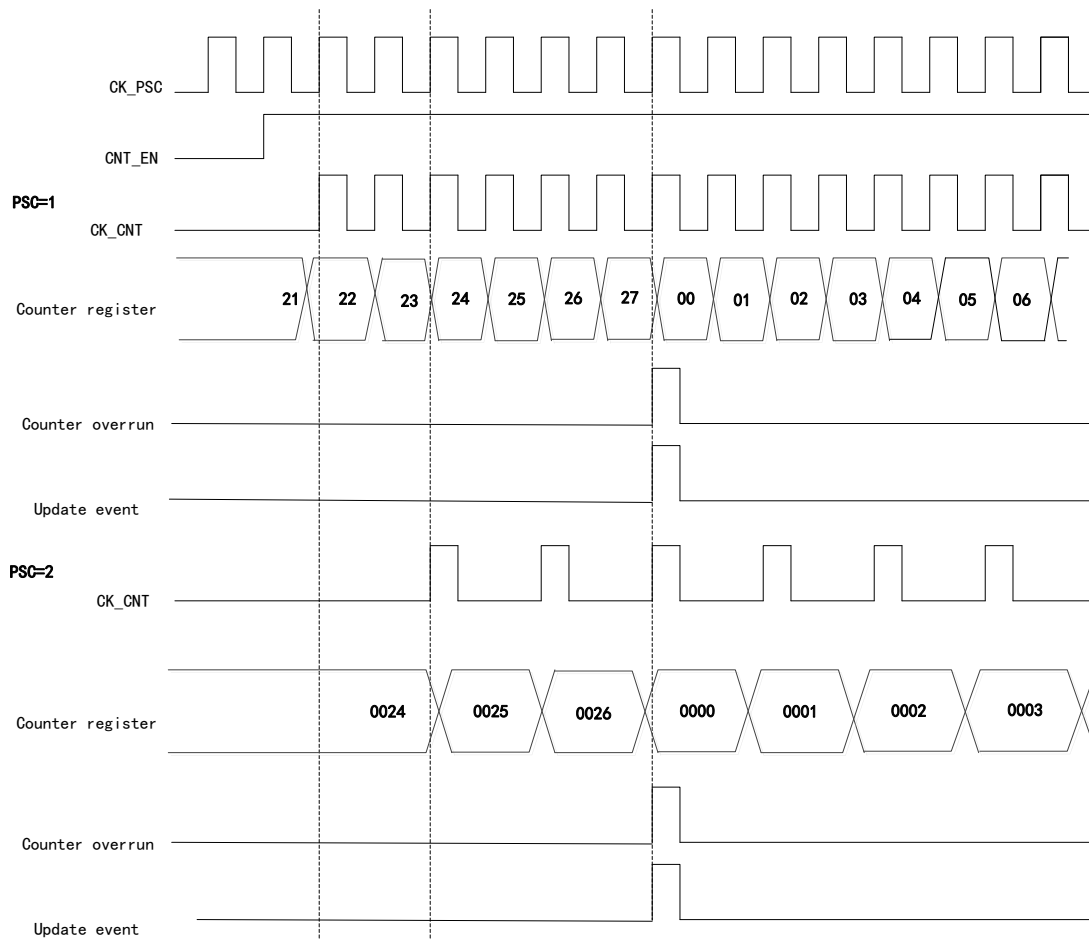 CK_PSC
CNT_EN
PSC=1
CK_CNT
Counter register 21 22 23 24 25 26 27 00 01 02 03 04 05 06
Counter overrun
Update event
PSC=2
CK_CNT
Counter register 0024 0025 0026 0000 0001 0002 0003
Counter overrun
Update event